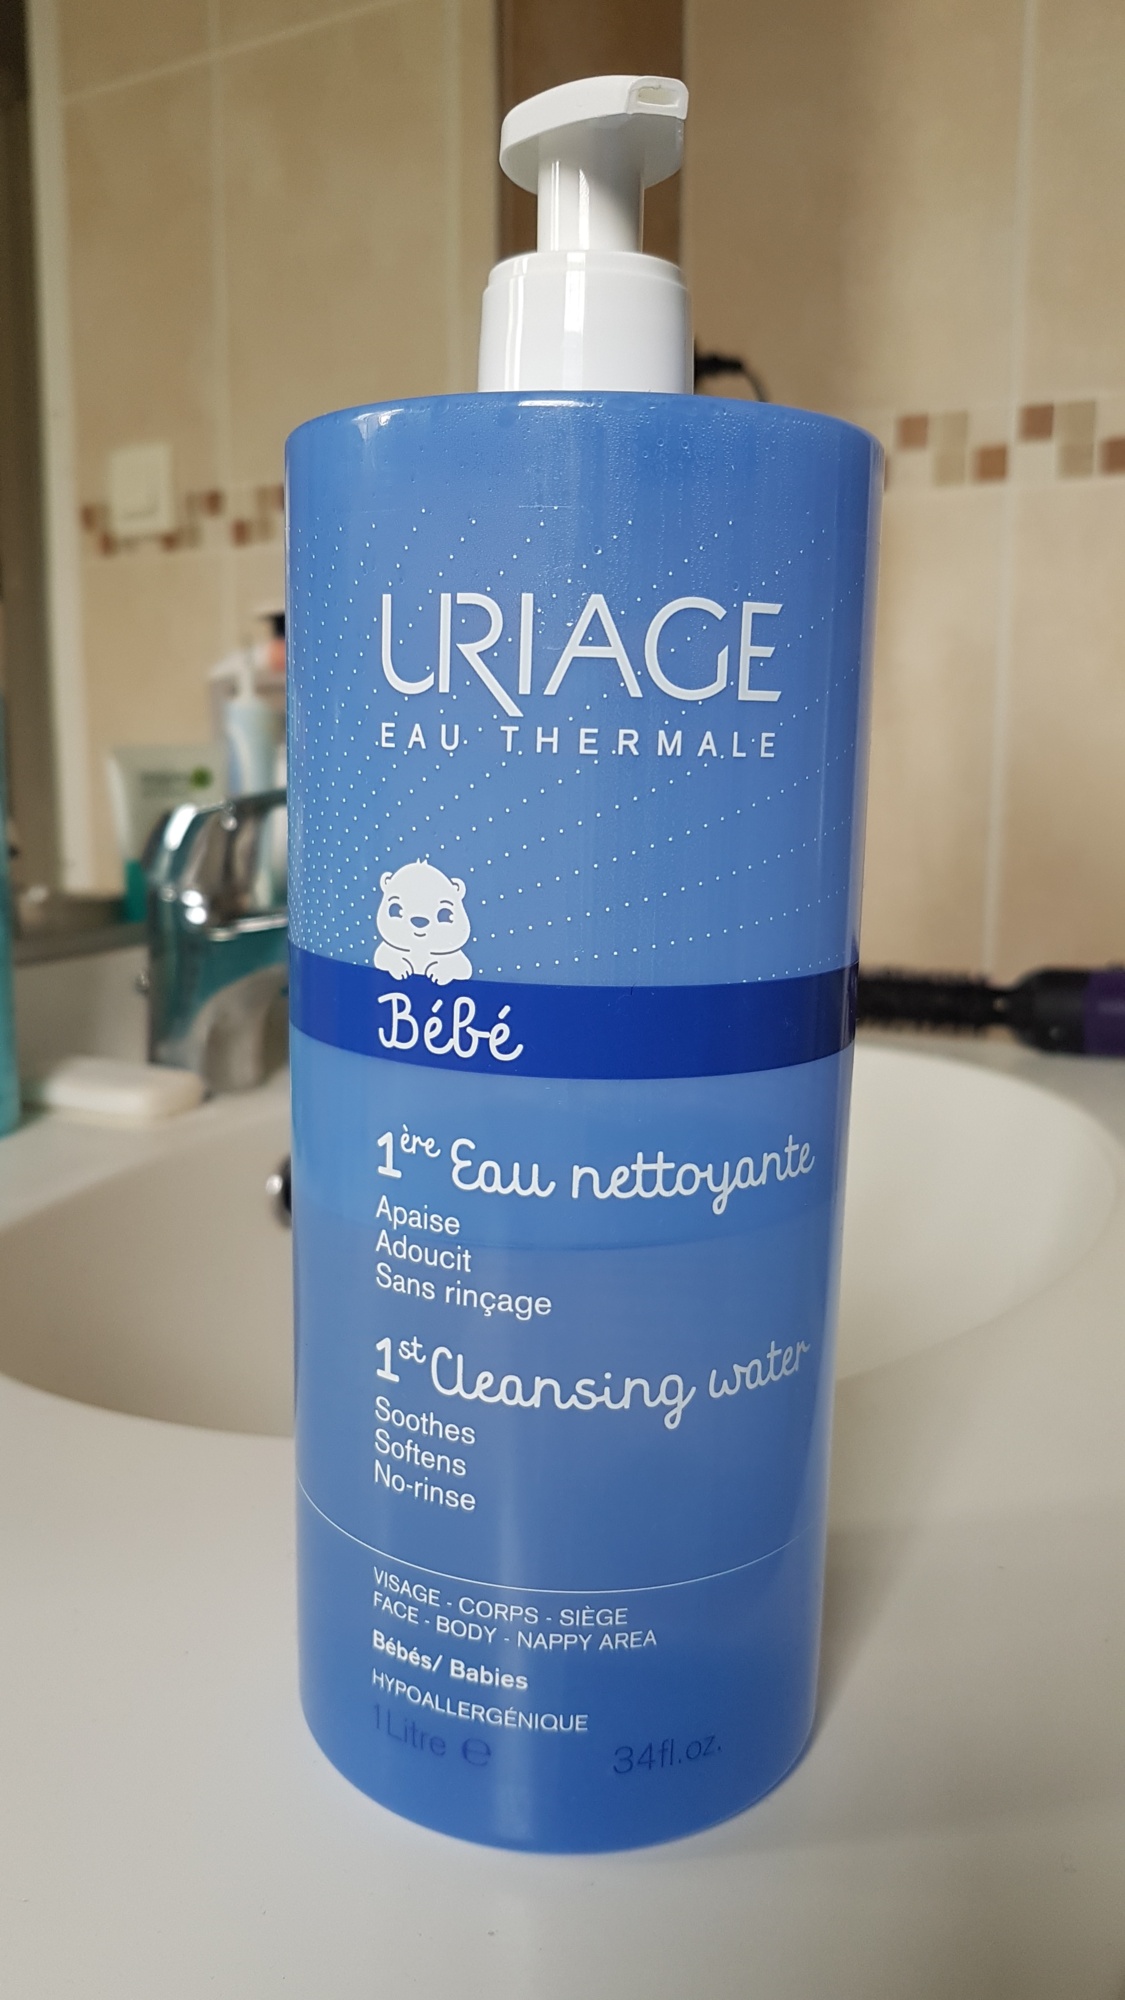 URIAGE
EAU THERMALE
Bébé
1ère Eau nettoyante
Apaise
Adoucit
Sans rinçage
1st Cleansing water
Soothes
Softens
No-rinse
VISAGE - CORPS - SIÈGE
FACE - BODY - NAPPY AREA
Bébés/ Babies
HYPOALLERGÉNIQUE
1Litre ℮ 34fl.oz.